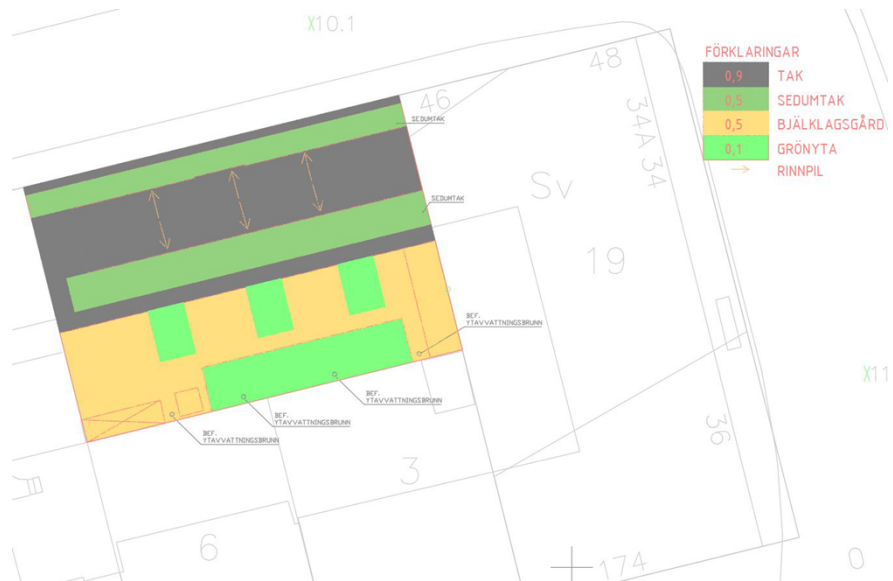 X10.1
FÖRKLARINGAR
0,9 TAK
0,5 SEDUMTAK
0,5 BJÄLKLAGSGÅRD
0,1 GRÖNYTA
RINNPIL
48
46
34A 34
SEDUMTAK
SEDUMTAK
Sv
19
BEF.
YTAVVATTNINGSBRUNN
BEF.
YTAVVATTNINGSBRUNN
BEF.
YTAVVATTNINGSBRUNN
BEF.
YTAVVATTNINGSBRUNN
X11
36
3
6
174
0